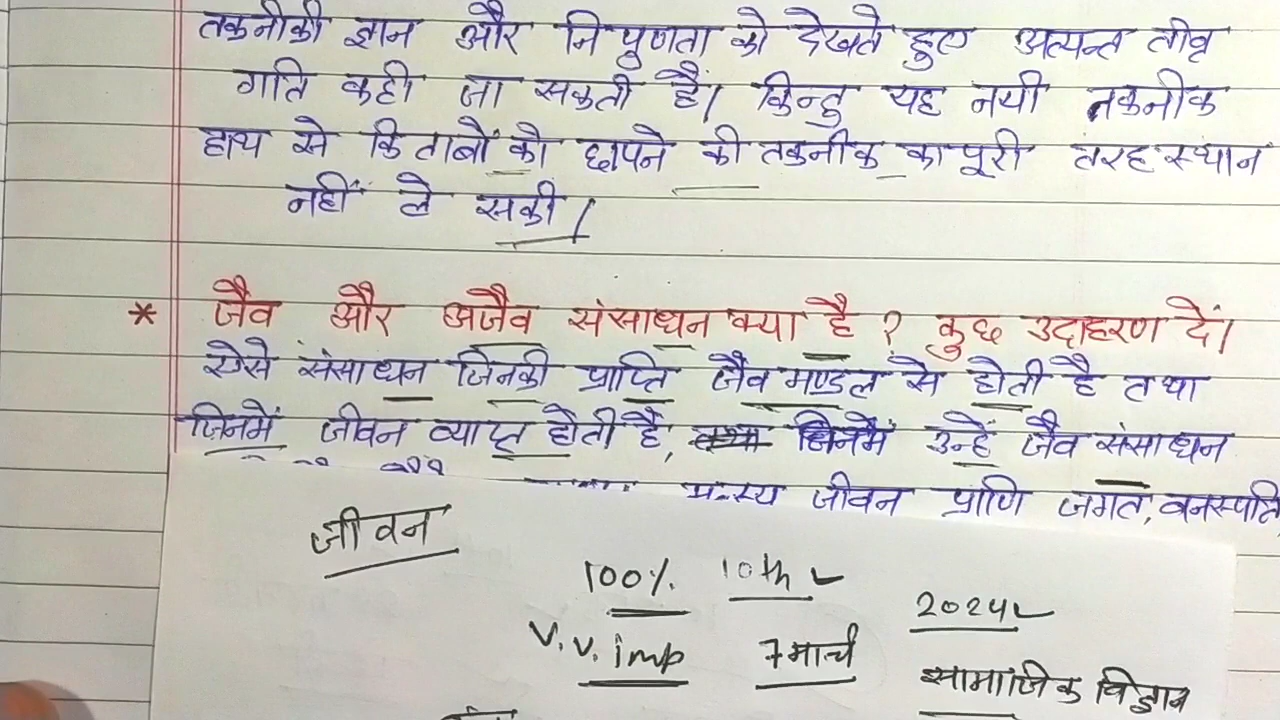 तकनीकी ज्ञान और निपुणता को देखते हुए अत्यन्त तीव्र
गति कही जा सकती है। किन्तु यह नयी तकनीक
हाथ से किताबों को छापने की तकनीक का पूरी तरह स्थान
नहीं ले सकी।
* जैव और अजैव संसाधन क्या है ? कुछ उदाहरण दें।
ऐसे संसाधन जिनकी प्राप्ति जैव मण्डल से होती है तथा
जिनमें जीवन व्याप्त होती है, तथा जिनमें उन्हें जैव संसाधन
जीवन प्राणि जगत, वनस्पति
जीवन
100% 10th 2024
V. V. imp 7 मार्च सामाजिक विज्ञान